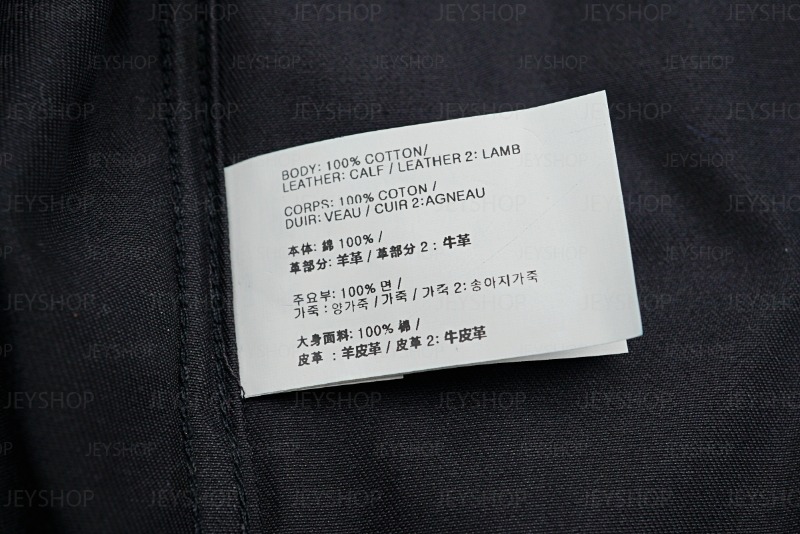 BODY: 100% COTTON/
LEATHER: CALF / LEATHER 2: LAMB
CORPS: 100% COTON /
DUIR: VEAU / CUIR 2:AGNEAU
本体: 綿 100% /
革部分: 羊革 / 革部分 2 : 牛革
주요부: 100% 면 /
가죽 : 양가죽 / 가죽 / 가죽 2: 송아지가죽
大身面料: 100% 锦 /
皮革 : 羊皮革 / 皮革 2: 牛皮革
JEYSHOP